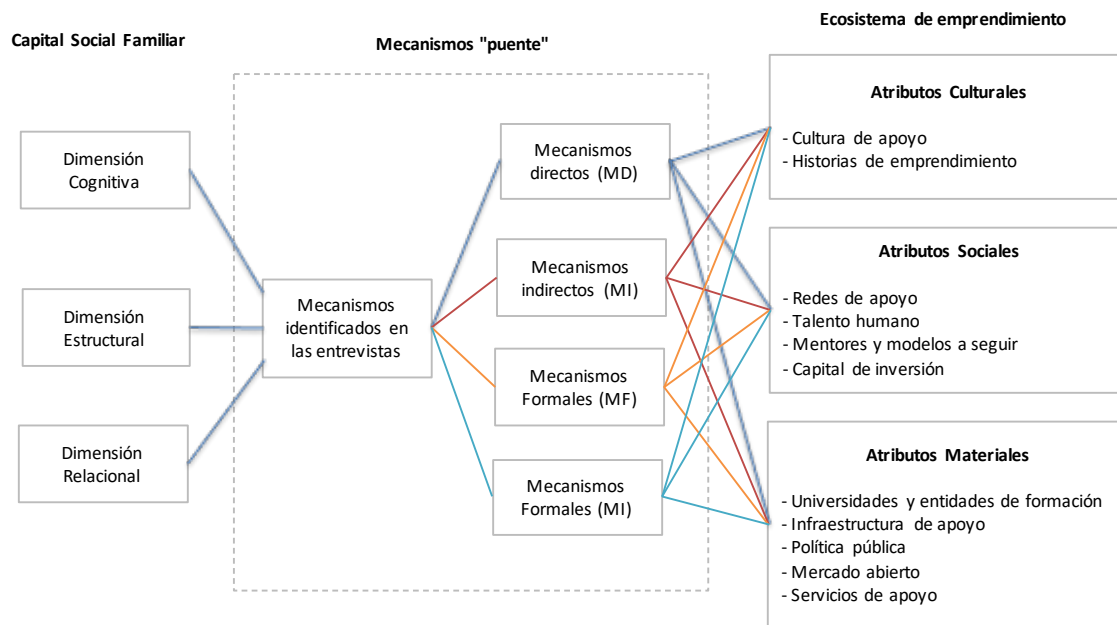 Capital Social Familiar
Mecanismos "puente"
Ecosistema de emprendimiento
Dimensión
Cognitiva
Dimensión
Estructural
Dimensión
Relacional
Mecanismos
identificados en
las entrevistas
Mecanismos
directos (MD)
Mecanismos
indirectos (MI)
Mecanismos
Formales (MF)
Mecanismos
Formales (MI)
Atributos Culturales
- Cultura de apoyo
- Historias de emprendimiento
Atributos Sociales
- Redes de apoyo
- Talento humano
- Mentores y modelos a seguir
- Capital de inversión
Atributos Materiales
- Universidades y entidades de formación
- Infraestructura de apoyo
- Política pública
- Mercado abierto
- Servicios de apoyo